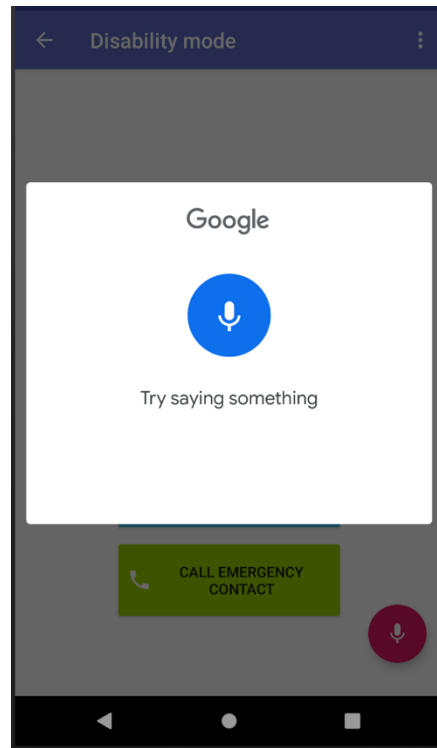 Disability mode
Google
Try saying something
CALL EMERGENCY
CONTACT